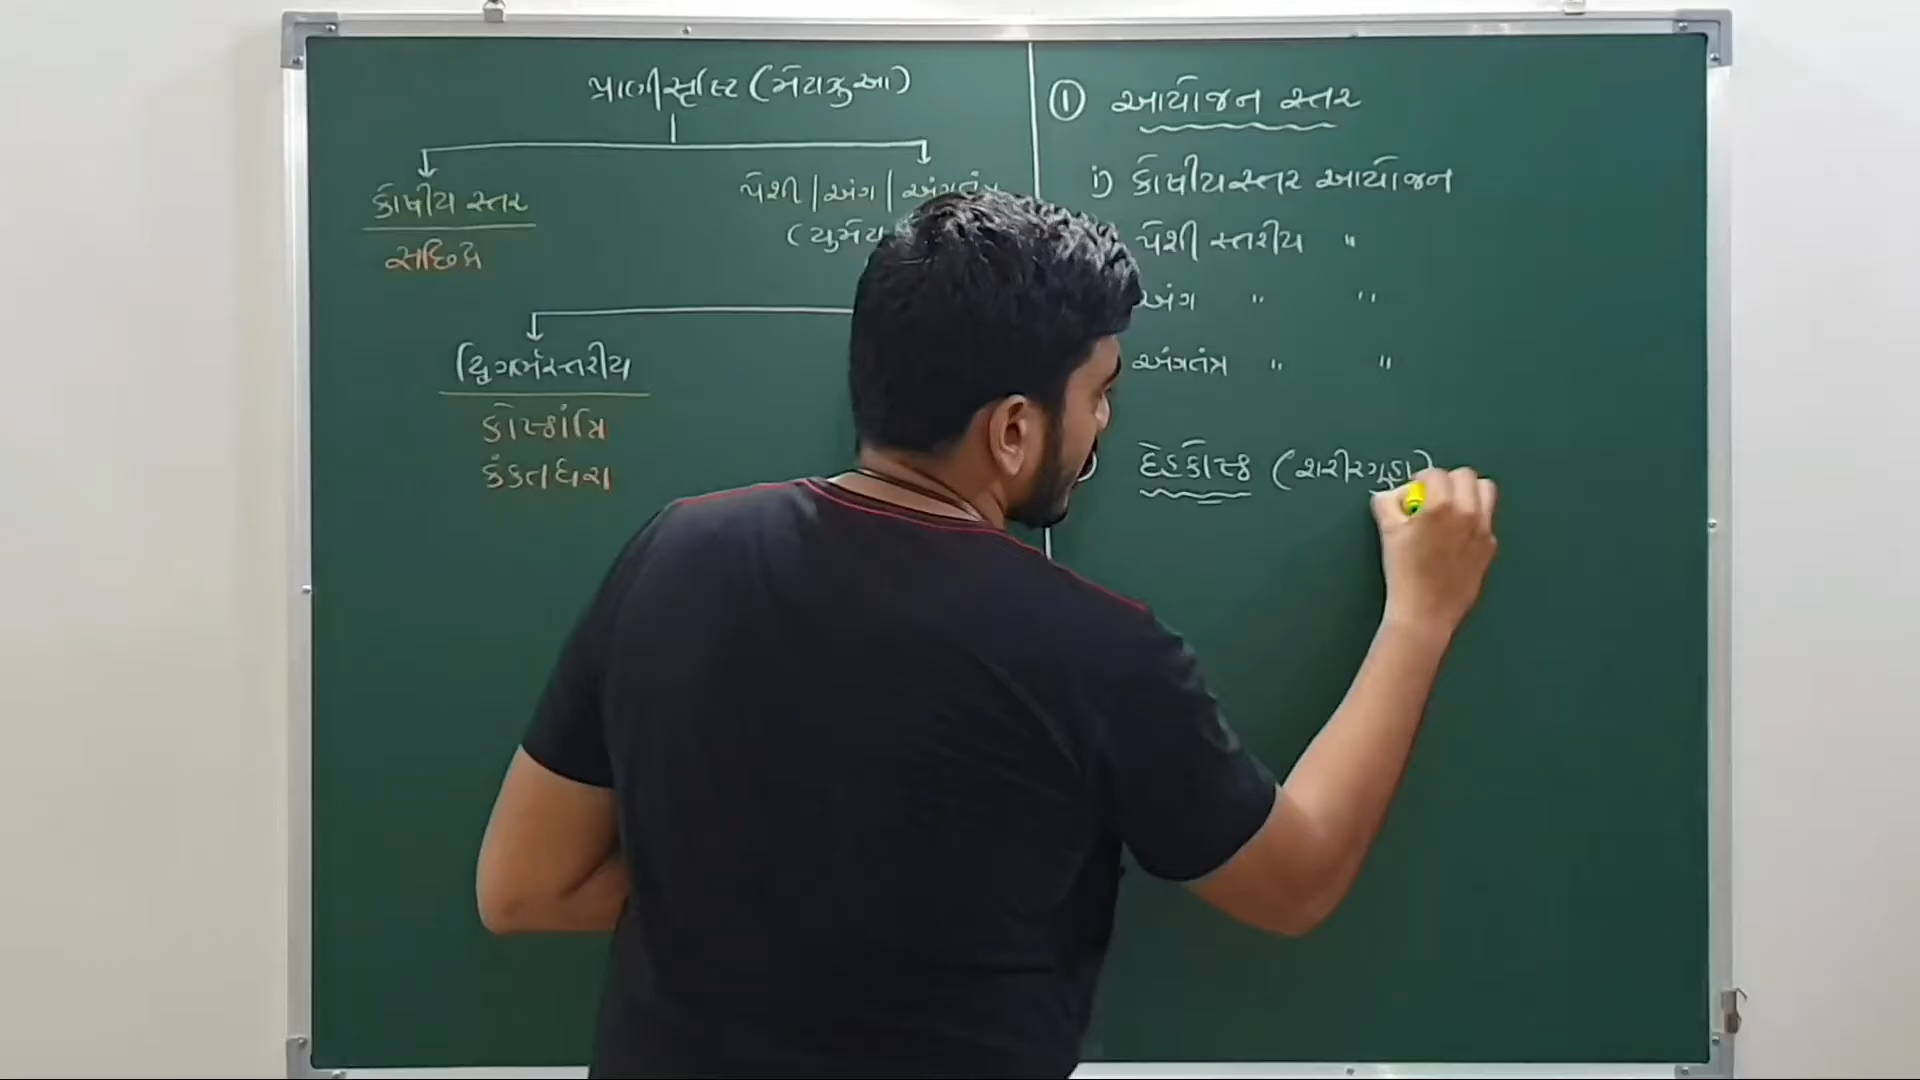 પ્રાણીસૃષ્ટિ (મેટાઝુઆ)
કોષીય સ્તર
સછિદ્ર
પેશી | અંગ | અંગતંત્ર
દ્વિગર્ભસ્તરીય
કોષ્ઠાંત્રિ
કંકતધરા
① આયોજન સ્તર
i) કોષીયસ્તર આયોજન
પેશી સ્તરીય "
અંગ " "
અંગતંત્ર " "
દેહકોષ્ઠ (શરીરગુહા)